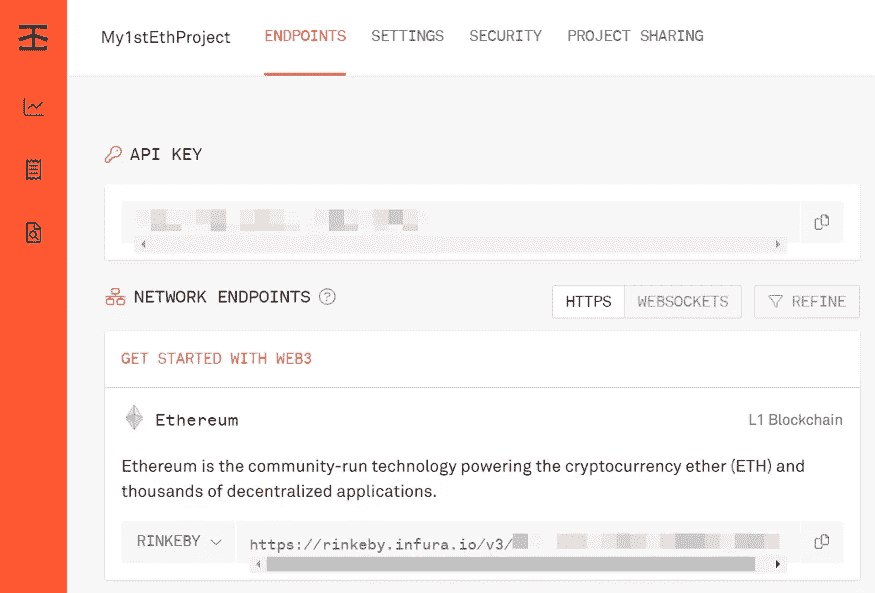 My1stEthProject ENDPOINTS SETTINGS SECURITY PROJECT SHARING
API KEY
NETWORK ENDPOINTS ? HTTPS WEBSOCKETS REFINE
GET STARTED WITH WEB3
Ethereum L1 Blockchain
Ethereum is the community-run technology powering the cryptocurrency ether (ETH) and
thousands of decentralized applications.
RINKEBY https://rinkeby.infura.io/v3/